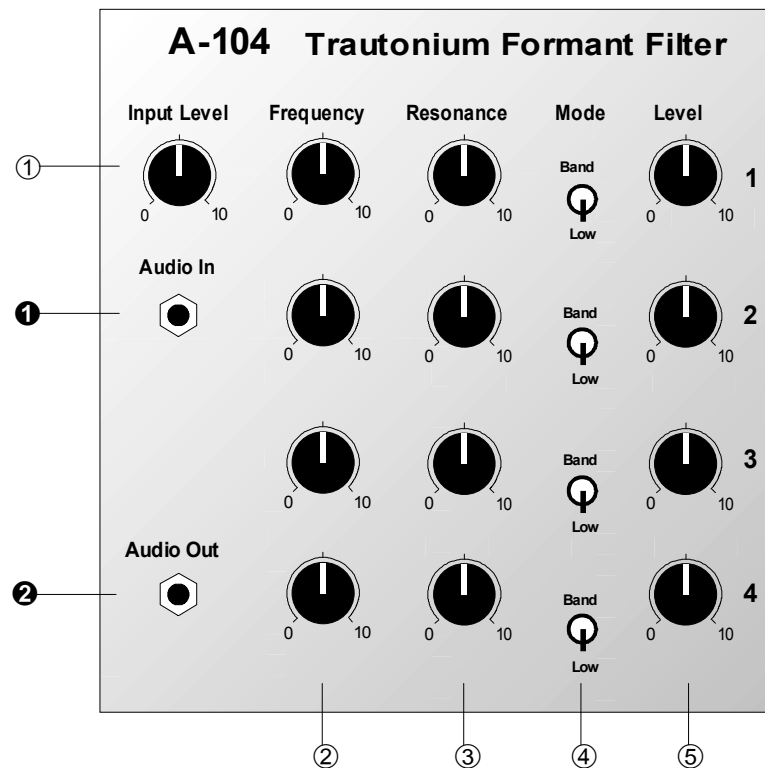 A-104 Trautonium Formant Filter
Input Level Frequency Resonance Mode Level
① 0 10 0 10 0 10 Band Low 0 10 1
Audio In
❶ 0 10 0 10 Band Low 0 10 2
0 10 0 10 Band Low 0 10 3
Audio Out
❷ 0 10 0 10 Band Low 0 10 4
② ③ ④ ⑤